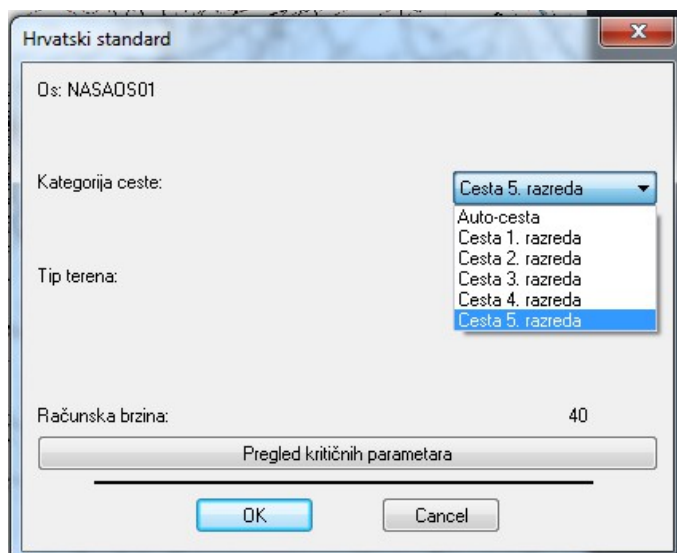 Hrvatski standard
Os: NASAOS01
Kategorija ceste:
Cesta 5. razreda
Auto-cesta
Cesta 1. razreda
Cesta 2. razreda
Cesta 3. razreda
Cesta 4. razreda
Cesta 5. razreda
Tip terena:
Računska brzina: 40
Pregled kritičnih parametara
OK Cancel